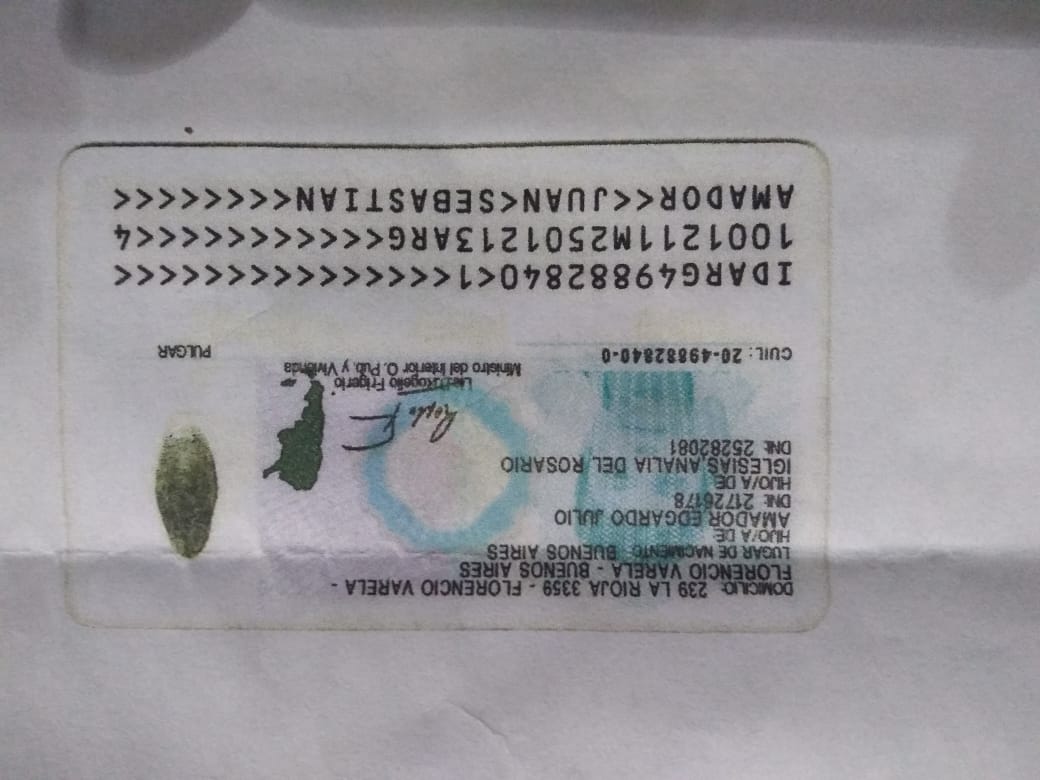 DOMICILIO: 239 LA RIOJA 3359 - FLORENCIO VARELA -
FLORENCIO VARELA - BUENOS AIRES
LUGAR DE NACIMIENTO: BUENOS AIRES
HIJO/A DE:
AMADOR EDGARDO JULIO
DNI: 21726178
HIJO/A DE:
IGLESIAS, ANALIA DEL ROSARIO
DNI: 25282081
Rogelio Frigerio
Ministro del Interior O. Pub. y Vivienda
CUIL: 20-49882840-0
PULGAR
IDARG49882840<1<<<<<<<<<<<<<<<
1001211M2501213ARG<<<<<<<<<<<4
AMADOR<<JUAN<SEBASTIAN<<<<<<<<